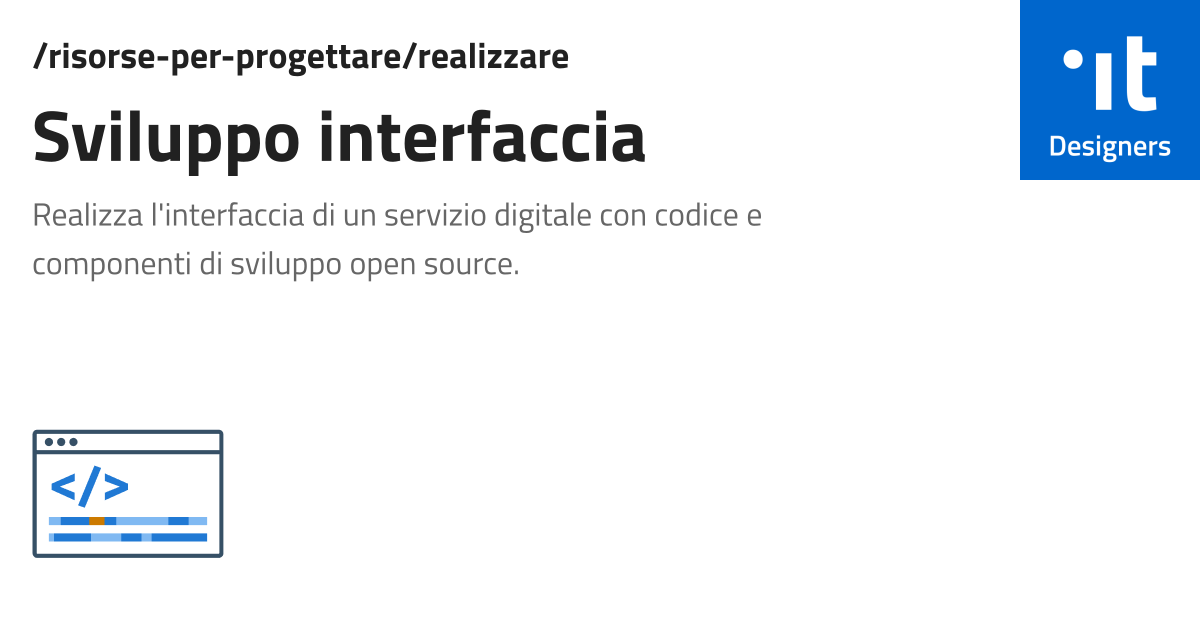 /risorse-per-progettare/realizzare
Sviluppo interfaccia
Realizza l'interfaccia di un servizio digitale con codice e
componenti di sviluppo open source.
it
Designers
</>